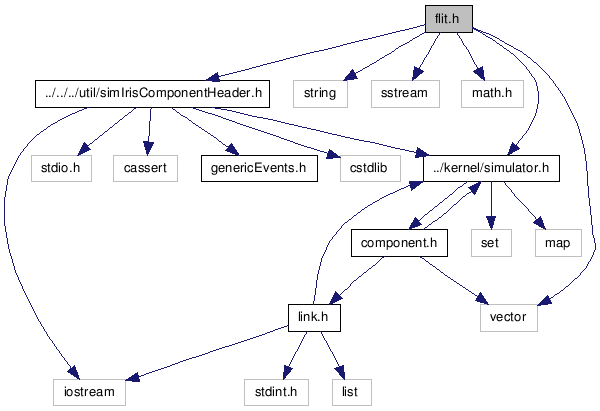 flit.h
../../../util/simIrisComponentHeader.h
string
sstream
math.h
stdio.h
cassert
genericEvents.h
cstdlib
../kernel/simulator.h
component.h
set
map
link.h
vector
iostream
stdint.h
list